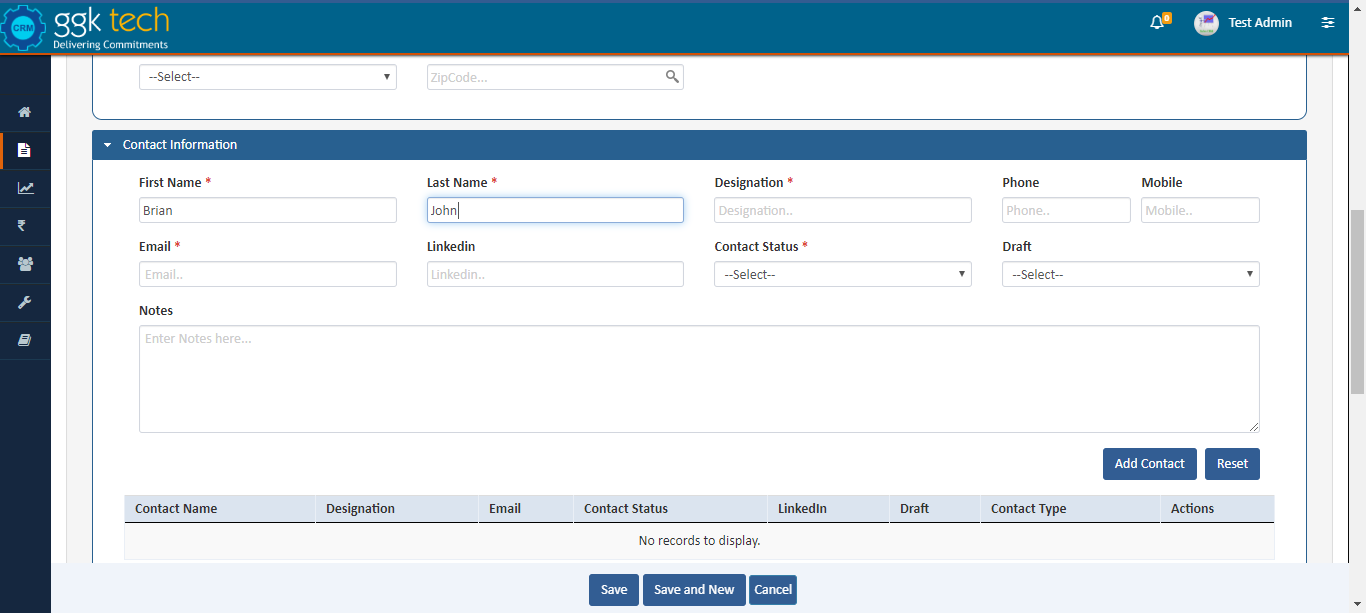 CRM
ggk tech
Delivering Commitments
0
Test Admin
--Select--
ZipCode...
Contact Information
First Name *
Last Name *
Designation *
Phone
Mobile
Brian
John
Designation..
Phone..
Mobile..
Email *
Linkedin
Contact Status *
Draft
Email..
Linkedin..
--Select--
--Select--
Notes
Enter Notes here...
Add Contact
Reset
Contact Name
Designation
Email
Contact Status
LinkedIn
Draft
Contact Type
Actions
No records to display.
Save
Save and New
Cancel